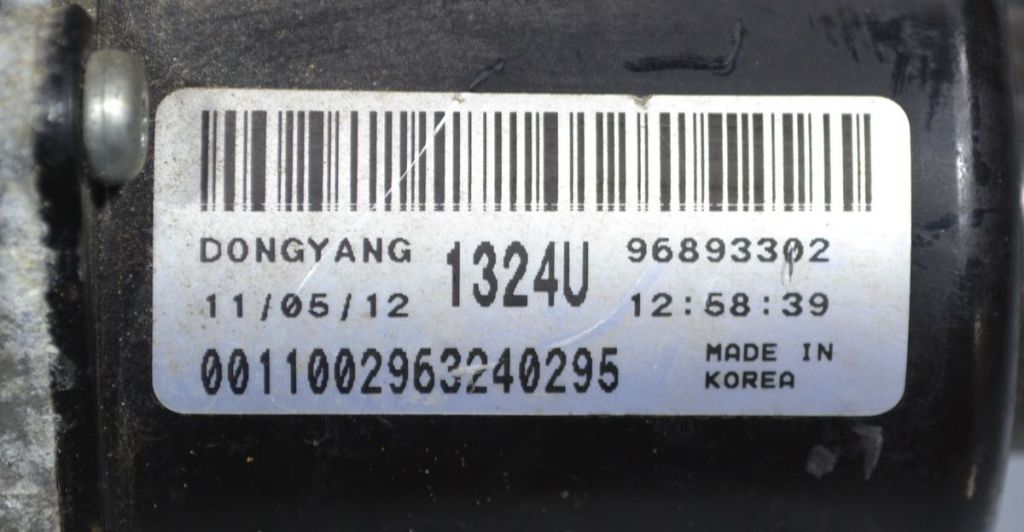 DONGYANG 1324U 96893302
11/05/12 12:58:39
0011002963240295 MADE IN
KOREA